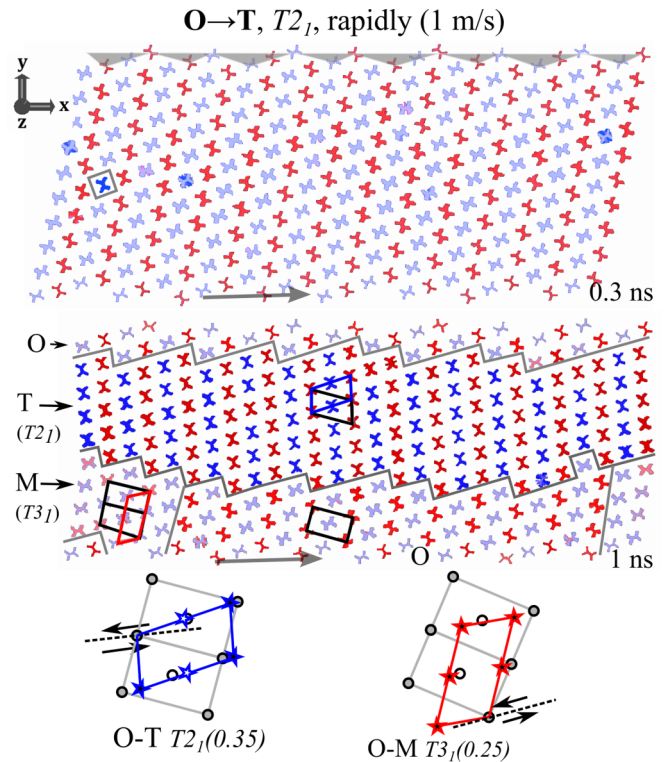 O→T, T2₁, rapidly (1 m/s)
y
x
z
0.3 ns
O
T
(T2₁)
M
(T3₁)
O
1 ns
O-T T2₁(0.35)
O-M T3₁(0.25)